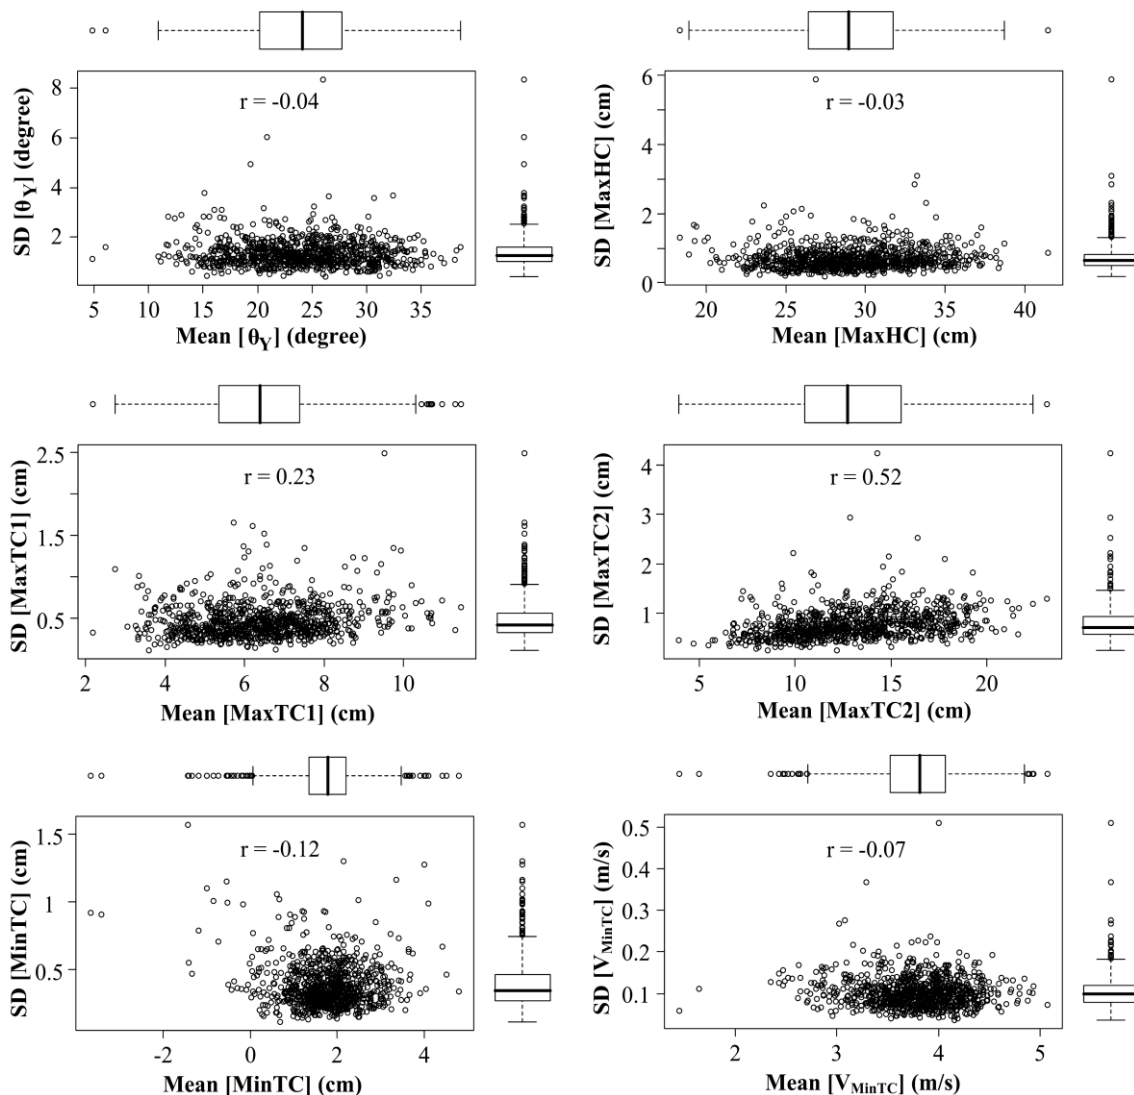 r = -0.04
SD [θY] (degree)
8
6
4
2
5 10 15 20 25 30 35
Mean [θY] (degree)
r = -0.03
SD [MaxHC] (cm)
6
4
2
0
20 25 30 35 40
Mean [MaxHC] (cm)
r = 0.23
SD [MaxTC1] (cm)
2.5
1.5
0.5
2 4 6 8 10
Mean [MaxTC1] (cm)
r = 0.52
SD [MaxTC2] (cm)
4
3
2
1
5 10 15 20
Mean [MaxTC2] (cm)
r = -0.12
SD [MinTC] (cm)
1.5
1
0.5
-2 0 2 4
Mean [MinTC] (cm)
r = -0.07
SD [VMinTC] (m/s)
0.5
0.4
0.3
0.2
0.1
2 3 4 5
Mean [VMinTC] (m/s)